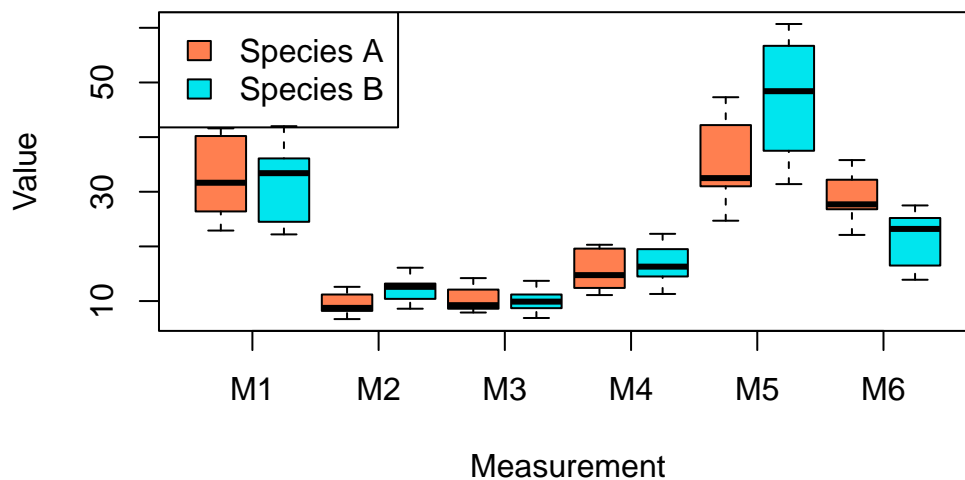 Species A
Species B
50
30
10
Value
M1 M2 M3 M4 M5 M6
Measurement